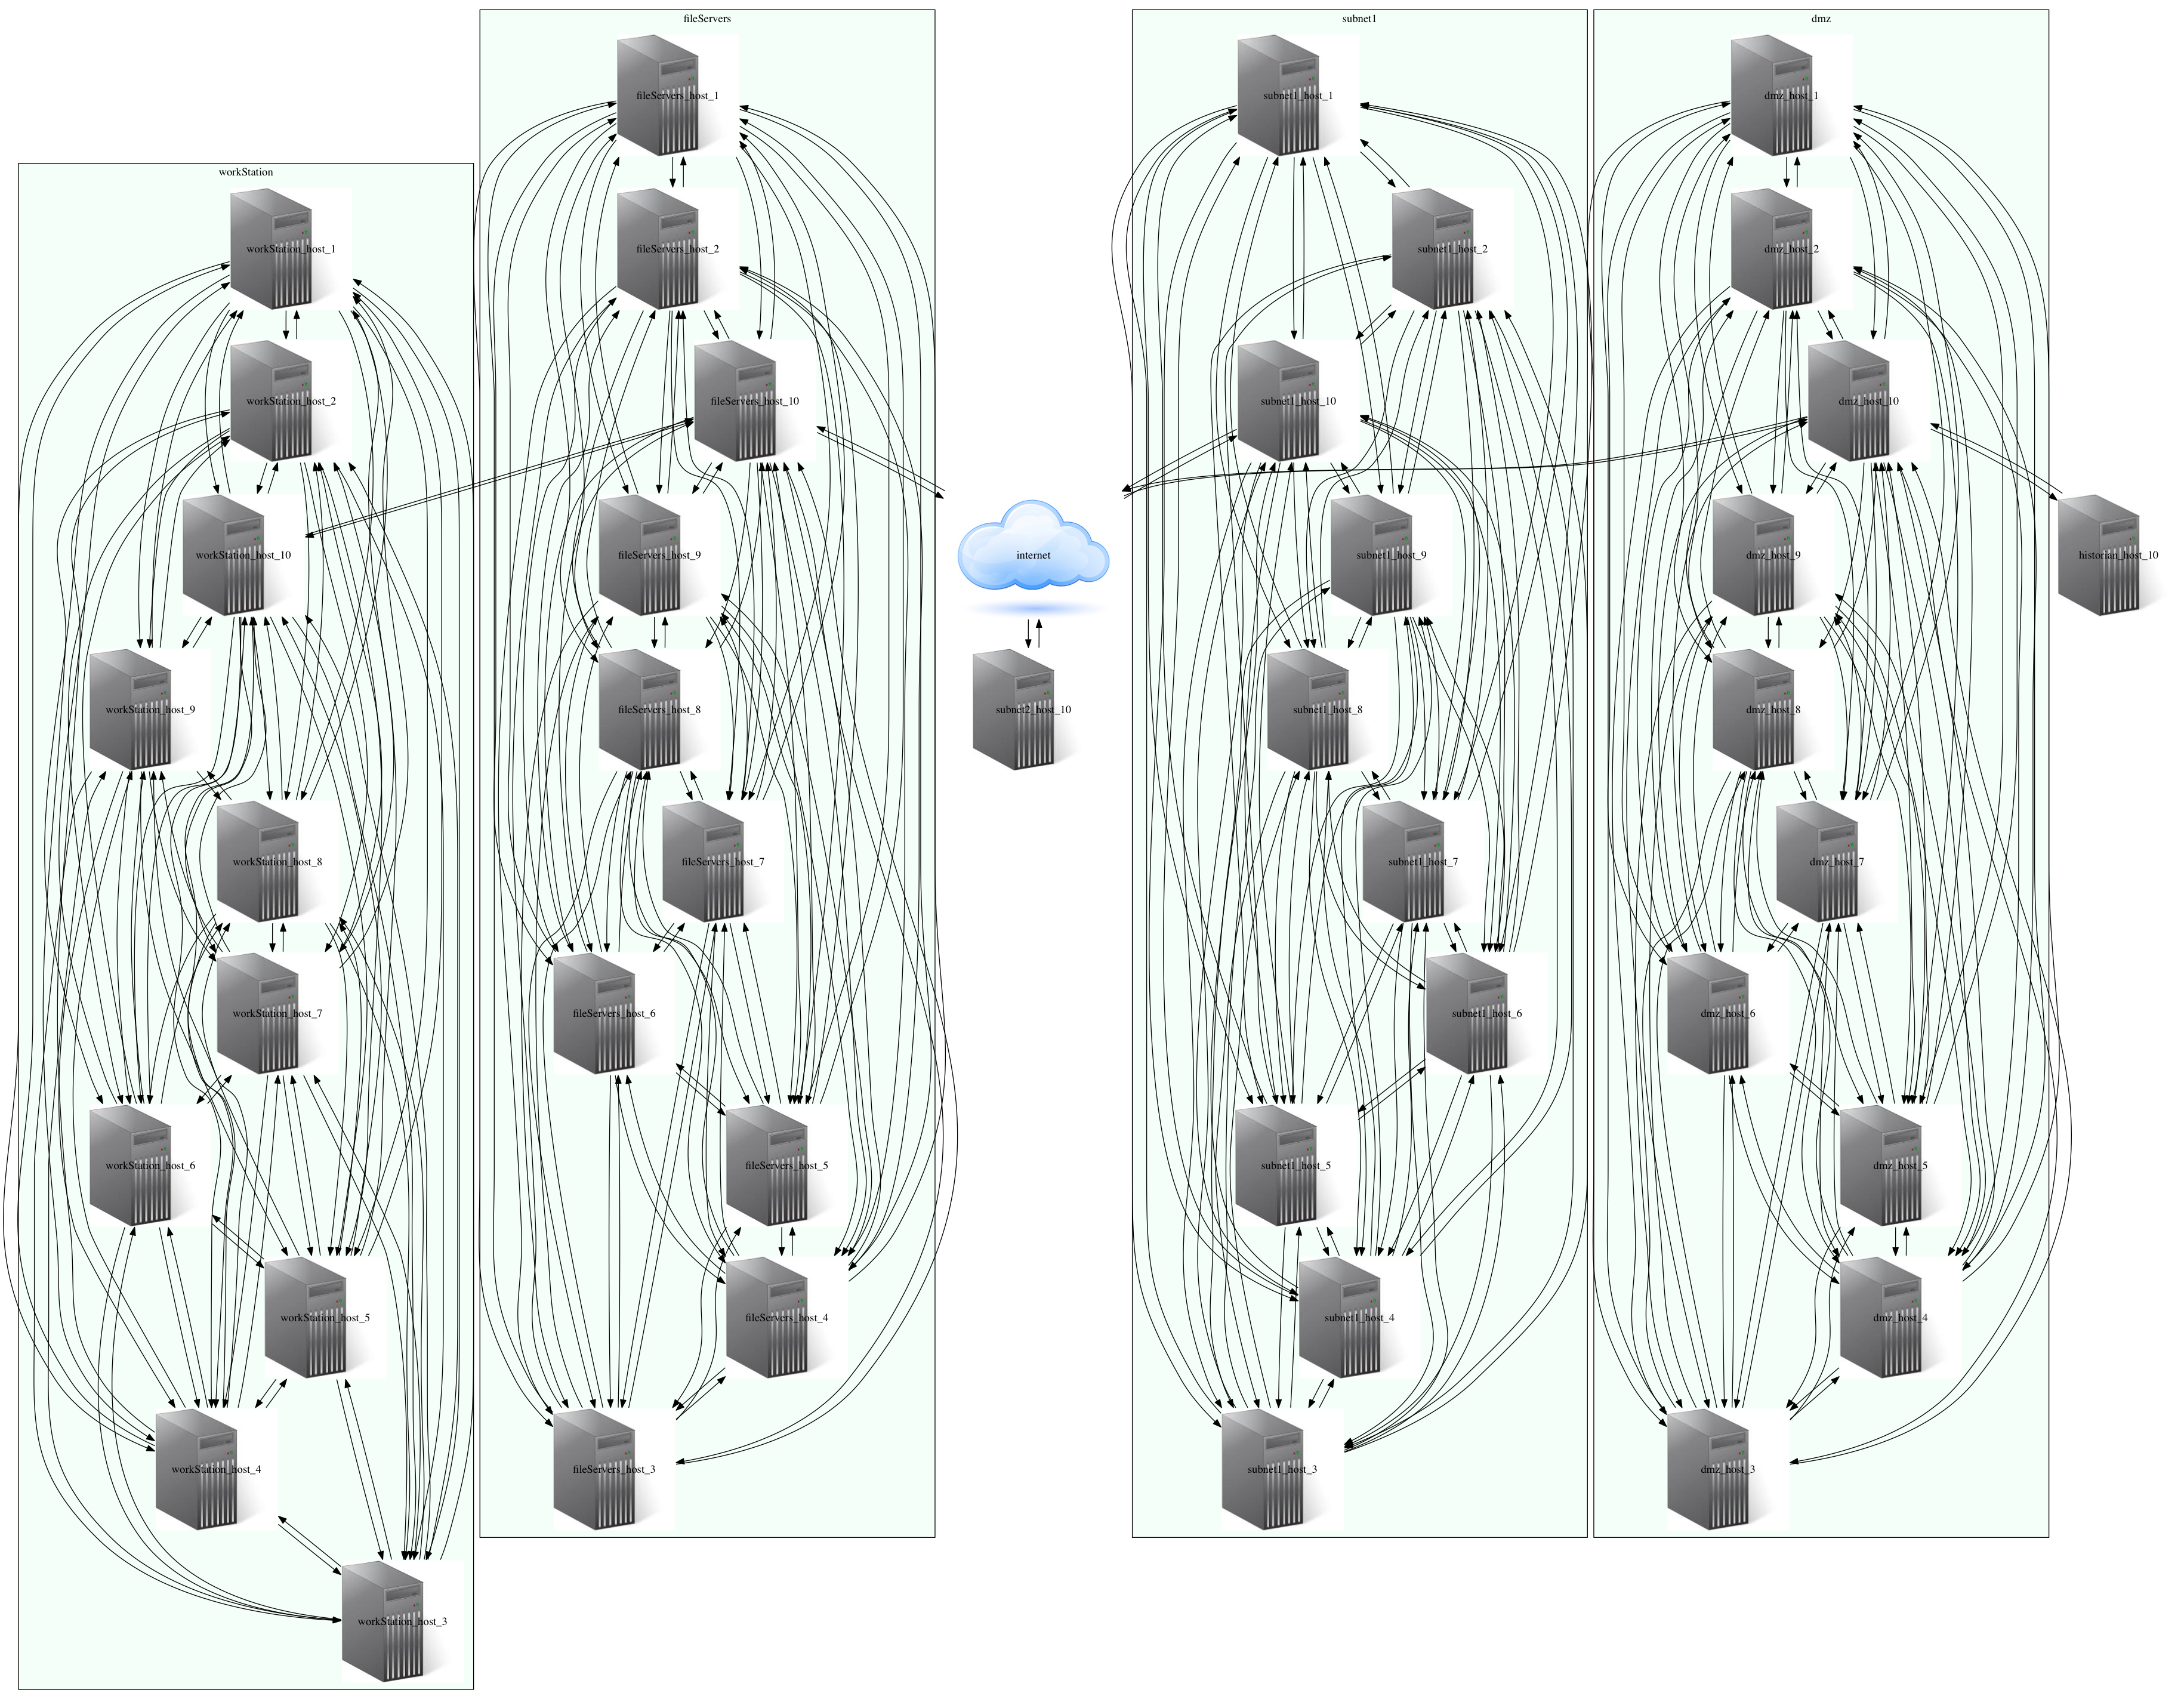 workStation
workStation_host_1
workStation_host_2
workStation_host_10
workStation_host_9
workStation_host_8
workStation_host_7
workStation_host_6
workStation_host_5
workStation_host_4
workStation_host_3
fileServers
fileServers_host_1
fileServers_host_2
fileServers_host_10
fileServers_host_9
fileServers_host_8
fileServers_host_7
fileServers_host_6
fileServers_host_5
fileServers_host_4
fileServers_host_3
internet
subnet2_host_10
subnet1
subnet1_host_1
subnet1_host_2
subnet1_host_10
subnet1_host_9
subnet1_host_8
subnet1_host_7
subnet1_host_6
subnet1_host_5
subnet1_host_4
subnet1_host_3
dmz
dmz_host_1
dmz_host_2
dmz_host_10
dmz_host_9
dmz_host_8
dmz_host_7
dmz_host_6
dmz_host_5
dmz_host_4
dmz_host_3
historian_host_10